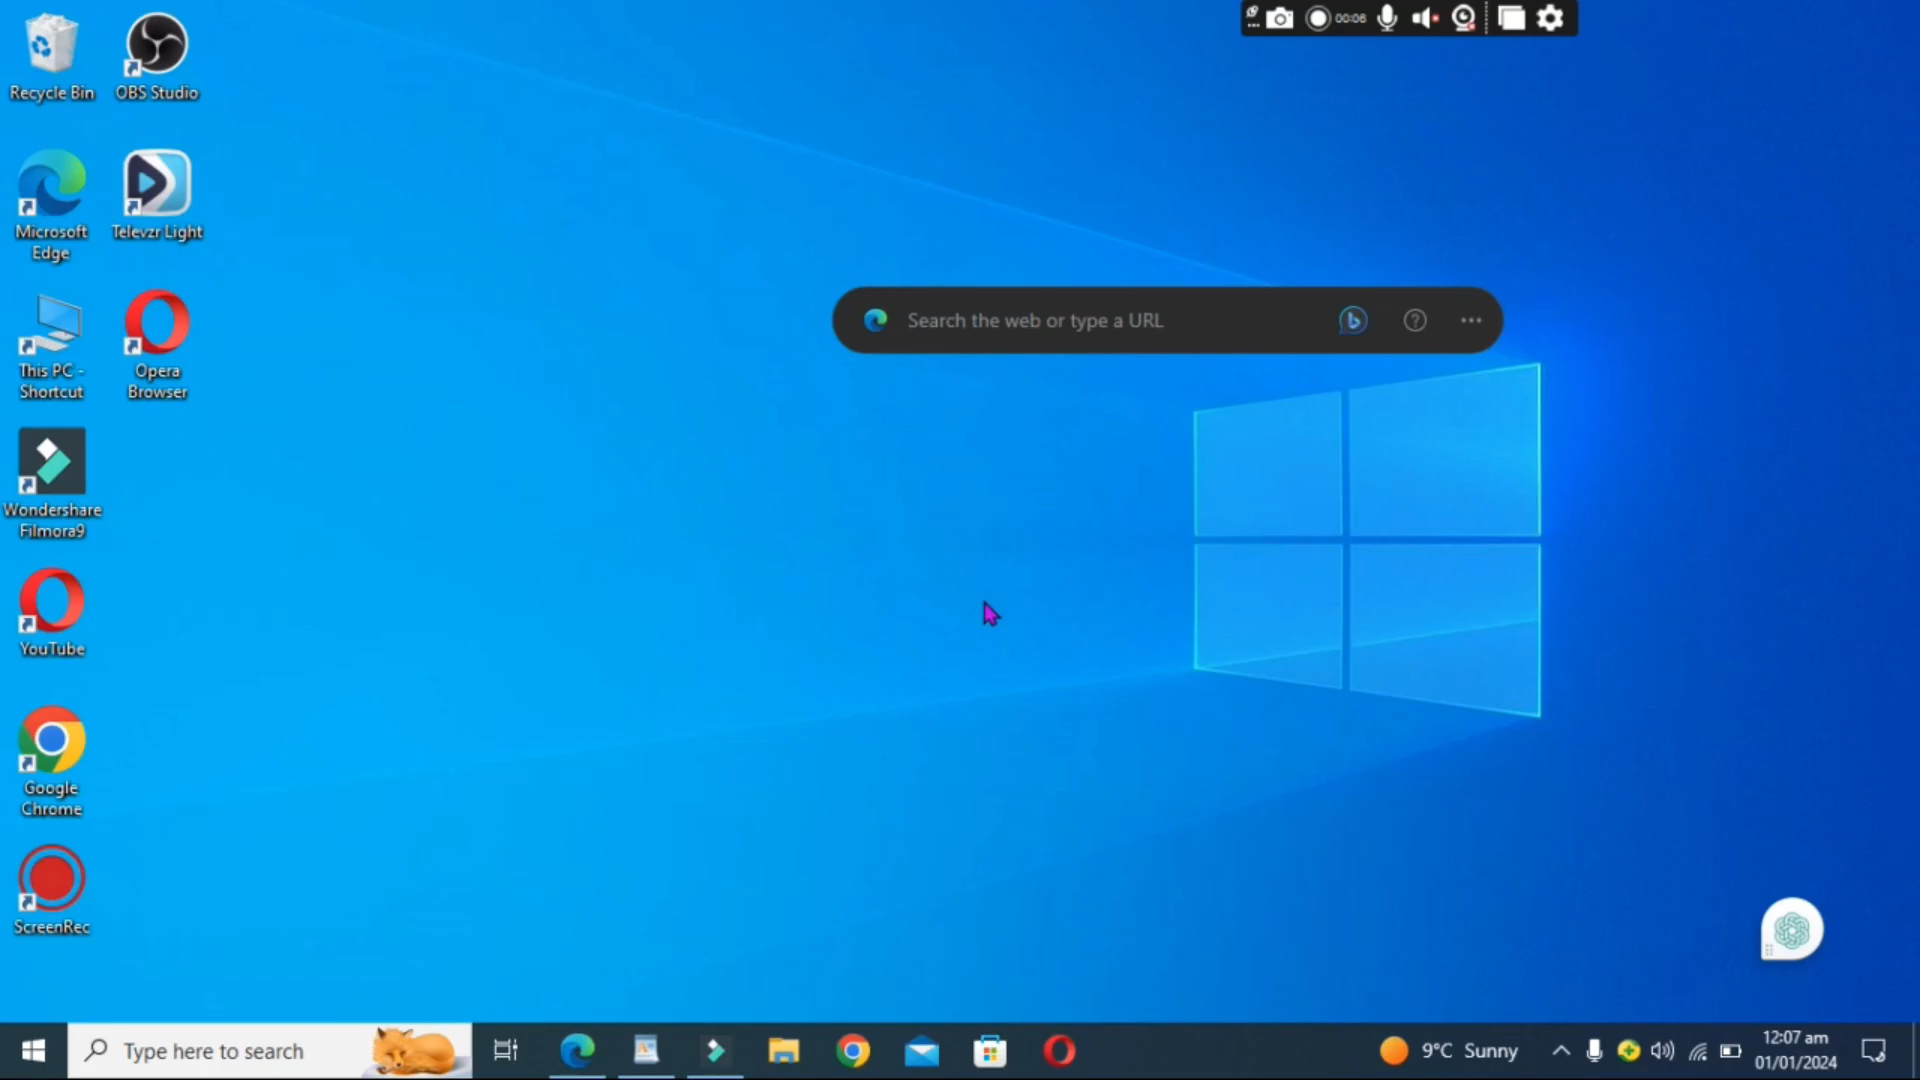 00:06
Recycle Bin
OBS Studio
Microsoft
Edge
Televzr Light
Search the web or type a URL
This PC -
Shortcut
Opera
Browser
Wondershare
Filmora9
YouTube
Google
Chrome
ScreenRec
Type here to search
9°C Sunny
12:07 am
01/01/2024